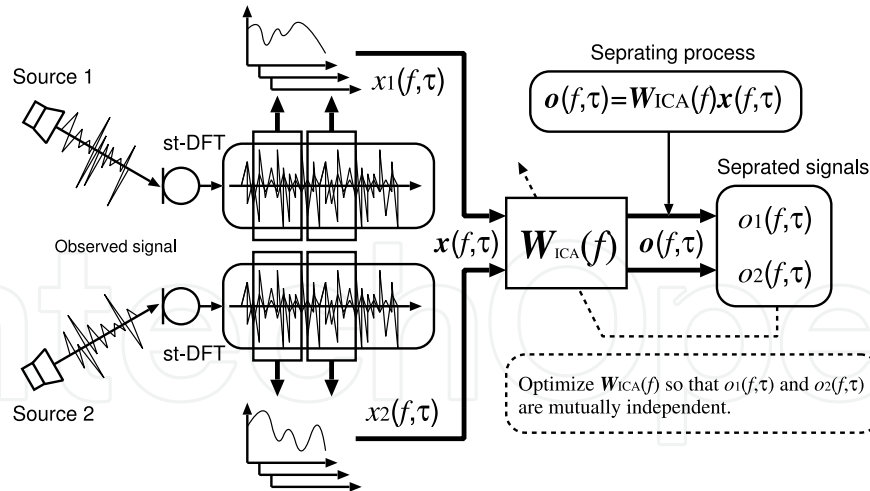 Source 1
st-DFT
x1(f,τ)
Seprating process
o(f,τ)=WICA(f)x(f,τ)
Seprated signals
Observed signal
x(f,τ)
WICA(f)
o(f,τ)
o1(f,τ)
o2(f,τ)
st-DFT
Source 2
x2(f,τ)
Optimize WICA(f) so that o1(f,τ) and o2(f,τ)
are mutually independent.
ntechOpe